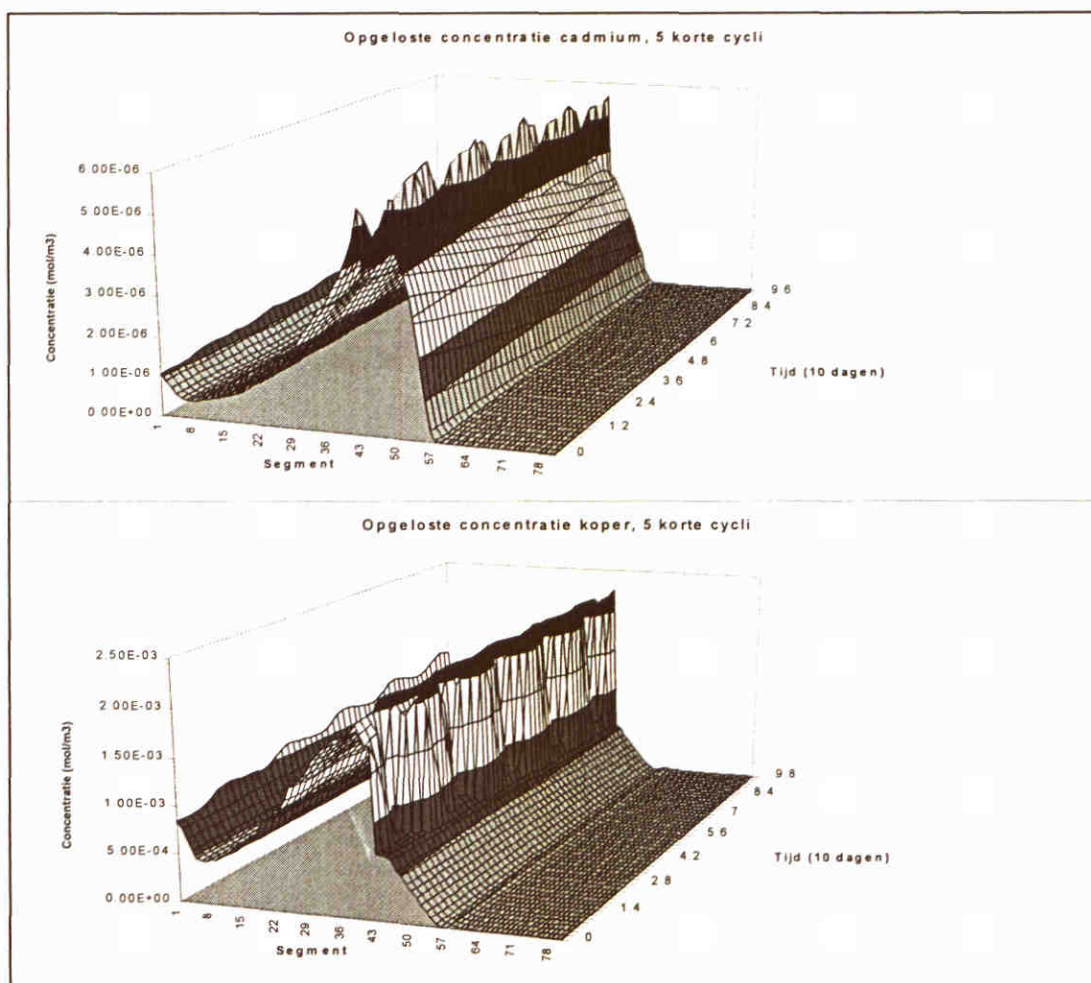 Opgeloste concentratie cadmium, 5 korte cycli
6 00E-06
5 00E-06
4 00E-06
3 00E-06
2 00E-06
1 00E-06
0 00E+00
Concentratie (mol/m3)
1
8
15
22
29
36
43
50
57
64
71
78
Segment
0
1 2
2 4
3 6
4 8
6
7 2
8 4
9 6
Tijd (10 dagen)
Opgeloste concentratie koper, 5 korte cycli
2 50E-03
2 00E-03
1 50E-03
1 00E-03
5 00E-04
0 00E+00
Concentratie (mol/m3)
1
8
15
22
29
36
43
50
57
64
71
78
Segment
0
1 4
2 8
4 2
5 6
7
8 4
9 8
Tijd (10 dagen)